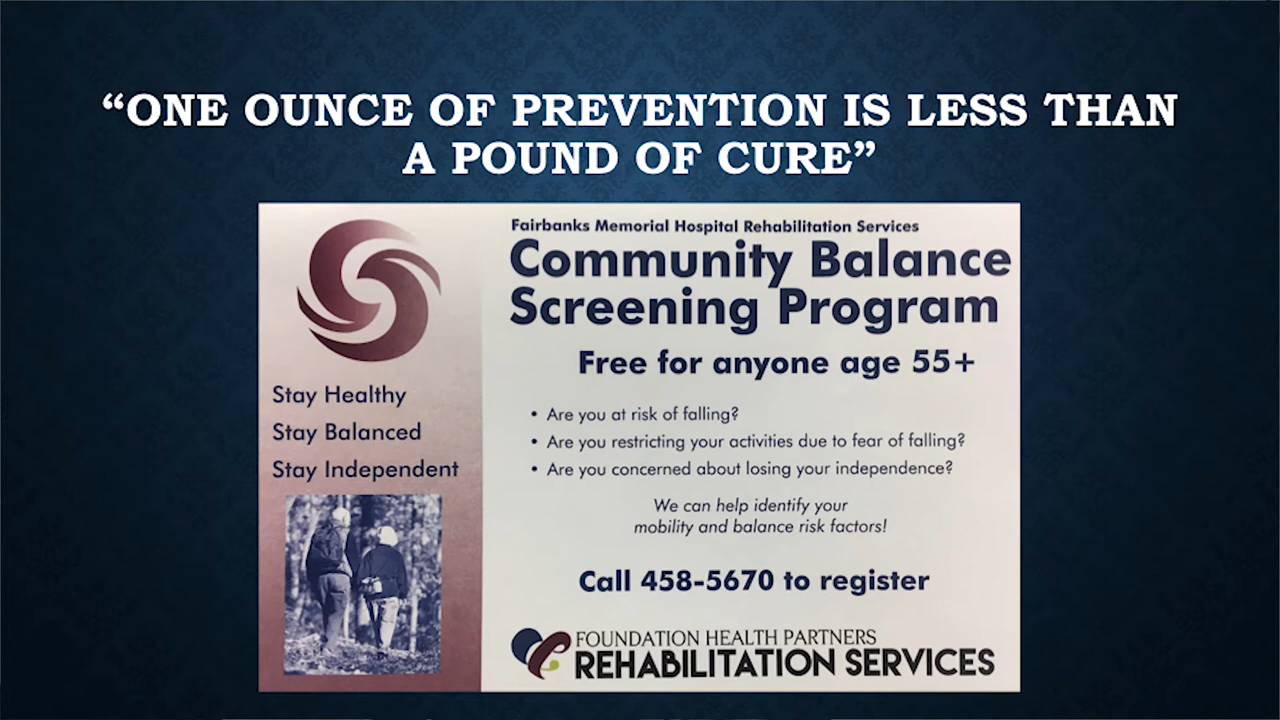 “ONE OUNCE OF PREVENTION IS LESS THAN
A POUND OF CURE”
Fairbanks Memorial Hospital Rehabilitation Services
Community Balance
Screening Program
Free for anyone age 55+
• Are you at risk of falling?
• Are you restricting your activities due to fear of falling?
• Are you concerned about losing your independence?
We can help identify your
mobility and balance risk factors!
Call 458-5670 to register
FOUNDATION HEALTH PARTNERS
REHABILITATION SERVICES
Stay Healthy
Stay Balanced
Stay Independent